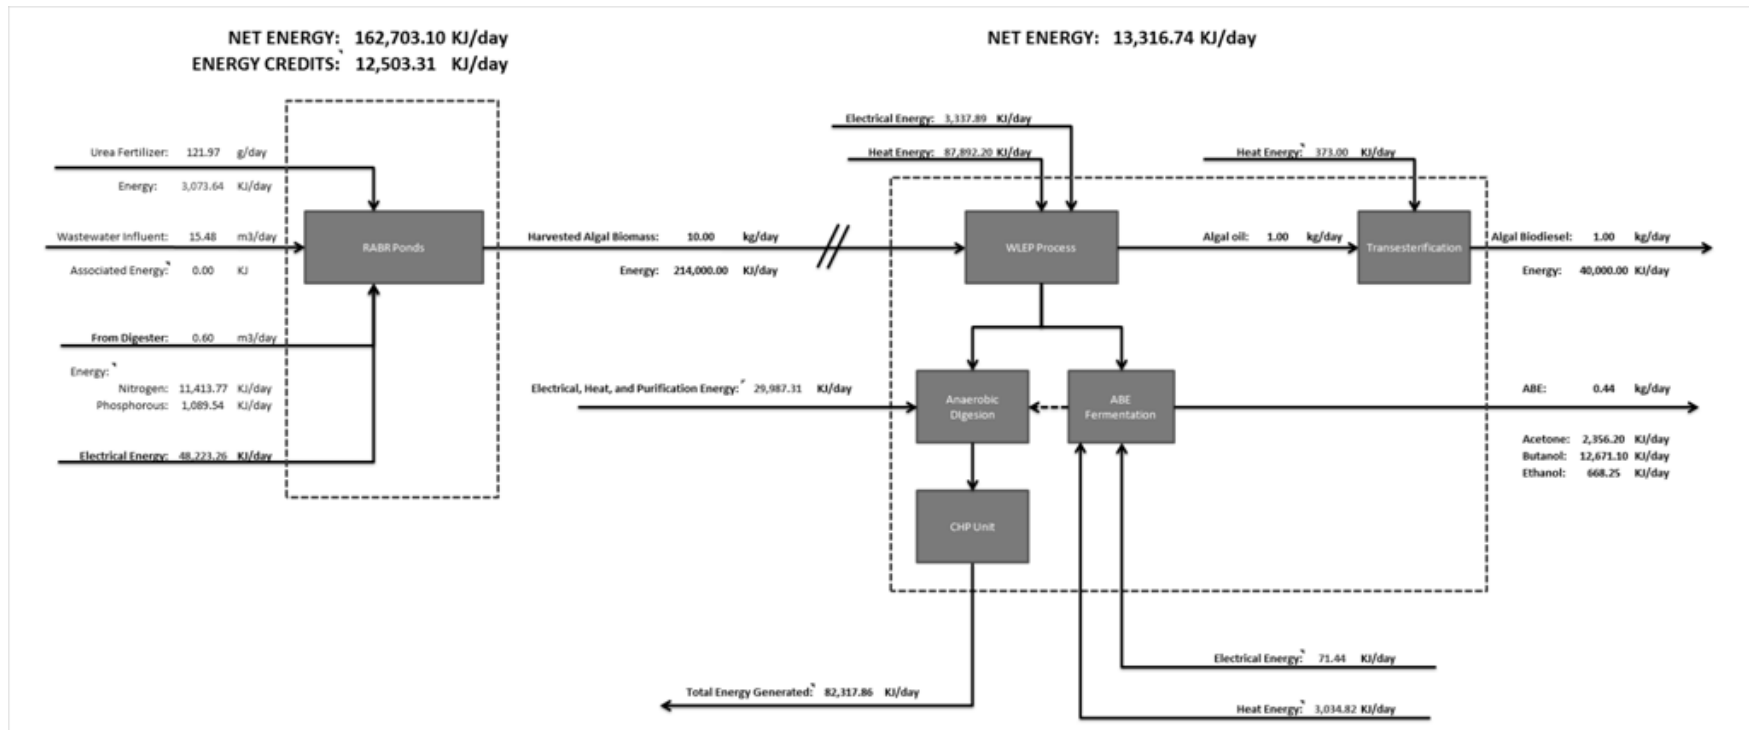 NET ENERGY: 162,703.10 KJ/day
ENERGY CREDITS: 12,503.31 KJ/day
NET ENERGY: 13,316.74 KJ/day
Electrical Energy: 3,337.89 KJ/day
Heat Energy: 87,892.20 KJ/day
Heat Energy: 373.00 KJ/day
Urea Fertilizer: 121.97 g/day
Energy: 3,073.64 KJ/day
Wastewater Influent: 15.48 m3/day
Associated Energy: 0.00 KJ
RABR Ponds
Harvested Algal Biomass: 10.00 kg/day
Energy: 214,000.00 KJ/day
WLEP Process
Algal oil: 1.00 kg/day
Transesterification
Algal Biodiesel: 1.00 kg/day
Energy: 40,000.00 KJ/day
From Digester: 0.60 m3/day
Energy:
Nitrogen: 11,413.77 KJ/day
Phosphorous: 1,089.54 KJ/day
Electrical Energy: 48,223.26 KJ/day
Electrical, Heat, and Purification Energy: 29,987.31 KJ/day
Anaerobic
DIgesion
ABE
Fermentation
ABE: 0.44 kg/day
Acetone: 2,356.20 KJ/day
Butanol: 12,671.10 KJ/day
Ethanol: 668.25 KJ/day
CHP Unit
Electrical Energy: 71.44 KJ/day
Total Energy Generated: 82,317.86 KJ/day
Heat Energy: 3,034.82 KJ/day